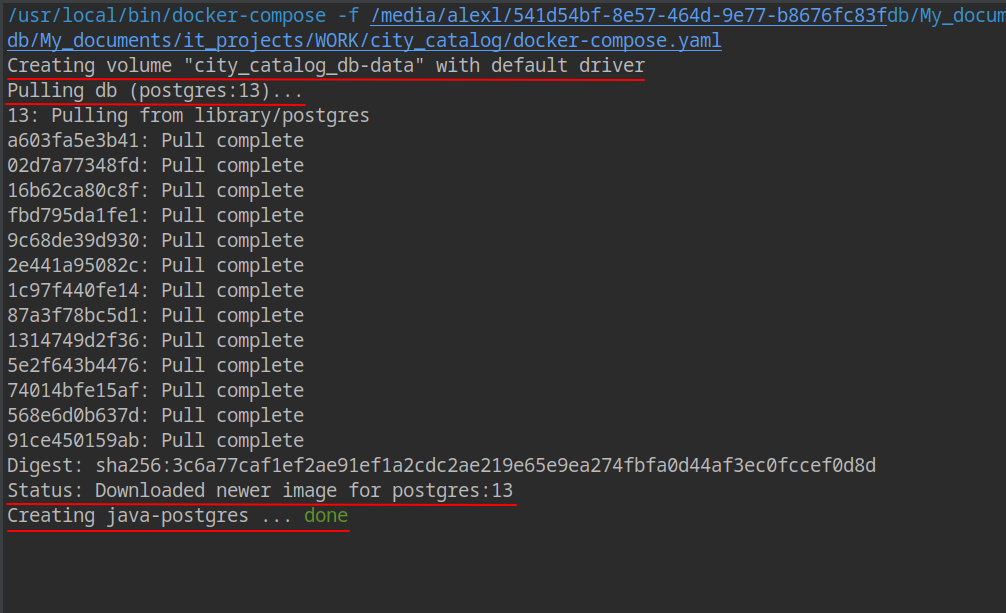 /usr/local/bin/docker-compose -f /media/alexl/541d54bf-8e57-464d-9e77-b8676fc83fdb/My_docum
db/My_documents/it_projects/WORK/city_catalog/docker-compose.yaml
Creating volume "city_catalog_db-data" with default driver
Pulling db (postgres:13)...
13: Pulling from library/postgres
a603fa5e3b41: Pull complete
02d7a77348fd: Pull complete
16b62ca80c8f: Pull complete
fbd795da1fe1: Pull complete
9c68de39d930: Pull complete
2e441a95082c: Pull complete
1c97f440fe14: Pull complete
87a3f78bc5d1: Pull complete
1314749d2f36: Pull complete
5e2f643b4476: Pull complete
74014bfe15af: Pull complete
568e6d0b637d: Pull complete
91ce450159ab: Pull complete
Digest: sha256:3c6a77caf1ef2ae91ef1a2cdc2ae219e65e9ea274fbfa0d44af3ec0fccef0d8d
Status: Downloaded newer image for postgres:13
Creating java-postgres ... done